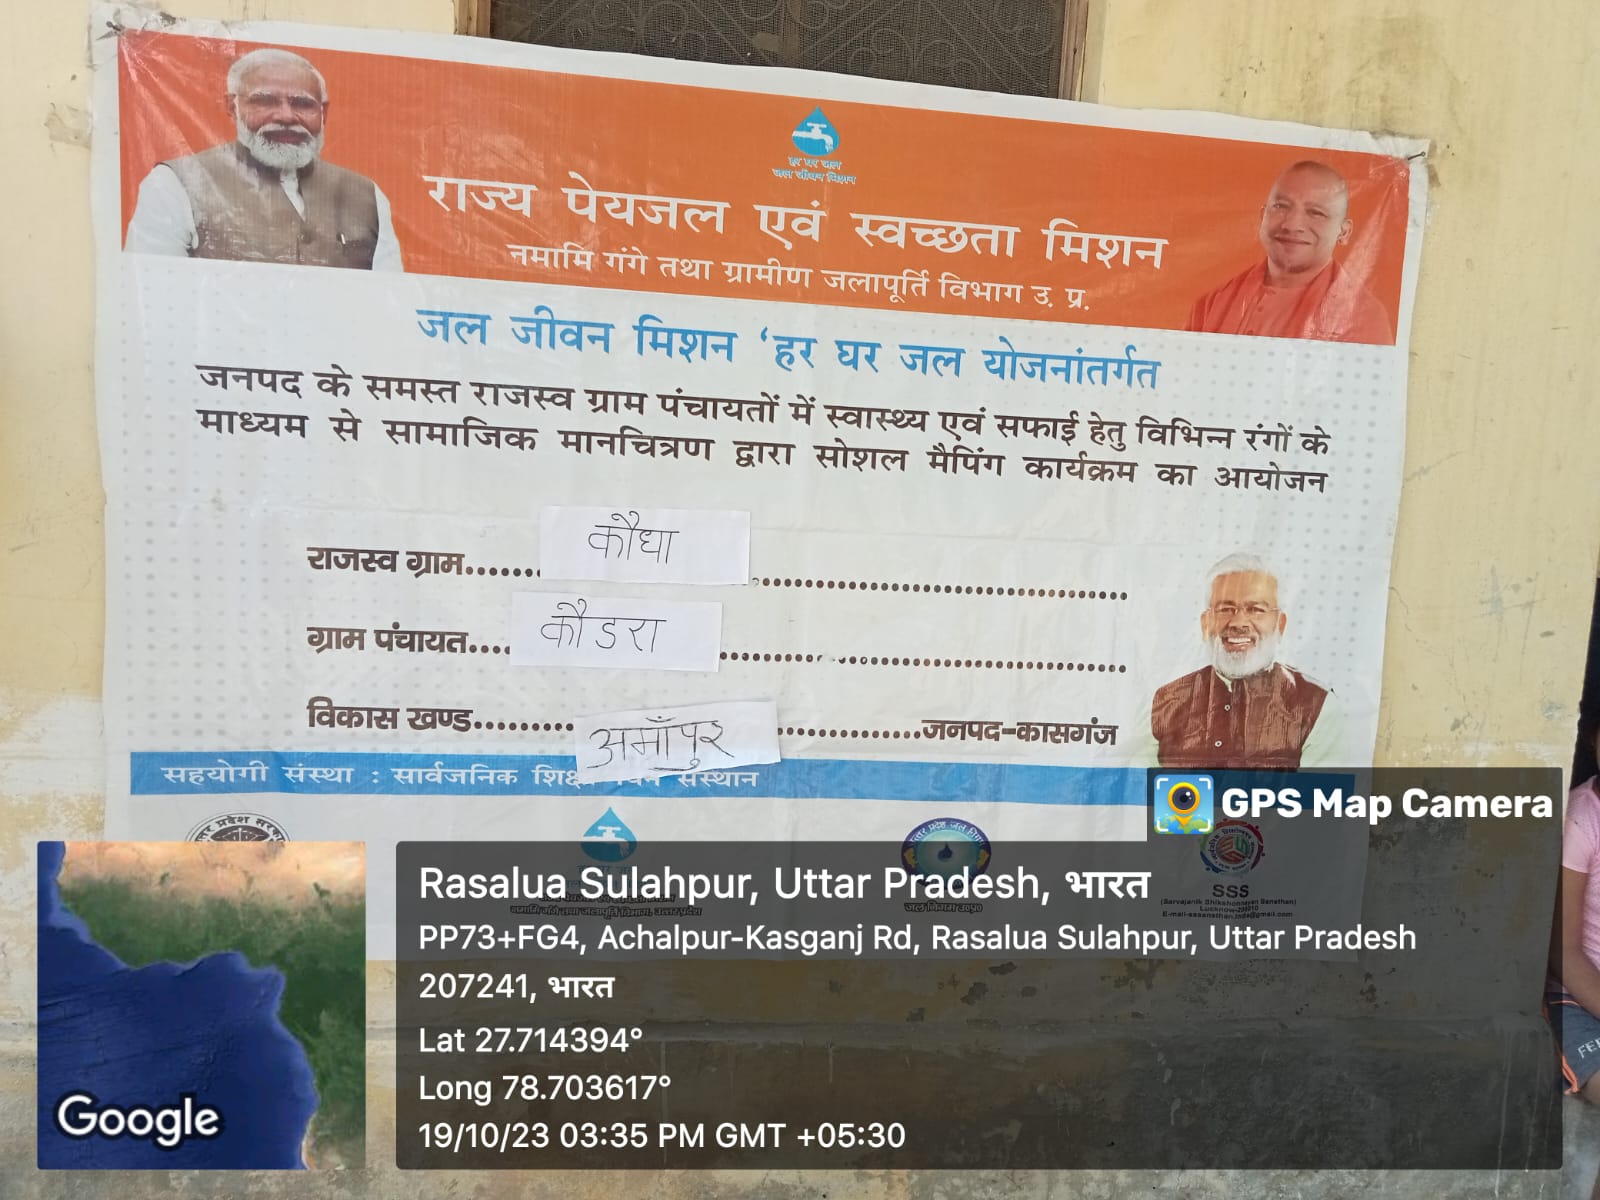 हर घर जल
जल जीवन मिशन
राज्य पेयजल एवं स्वच्छता मिशन
नमामि गंगे तथा ग्रामीण जलापूर्ति विभाग उ. प्र.
जल जीवन मिशन ‘हर घर जल योजनांतर्गत
जनपद के समस्त राजस्व ग्राम पंचायतों में स्वास्थ्य एवं सफाई हेतु विभिन्न रंगों के
माध्यम से सामाजिक मानचित्रण द्वारा सोशल मैपिंग कार्यक्रम का आयोजन
राजस्व ग्राम...... कौधा ......
ग्राम पंचायत.... कौडरा ......
विकास खण्ड......... अमाँपुर ..............जनपद-कासगंज
सहयोगी संस्था : सार्वजनिक संस्थान
GPS Map Camera
SSS
(Sarvajanik Shikshonnayan Sansthan)
Rasalua Sulahpur, Uttar Pradesh, भारत
PP73+FG4, Achalpur-Kasganj Rd, Rasalua Sulahpur, Uttar Pradesh
207241, भारत
Lat 27.714394°
Long 78.703617°
19/10/23 03:35 PM GMT +05:30
Google